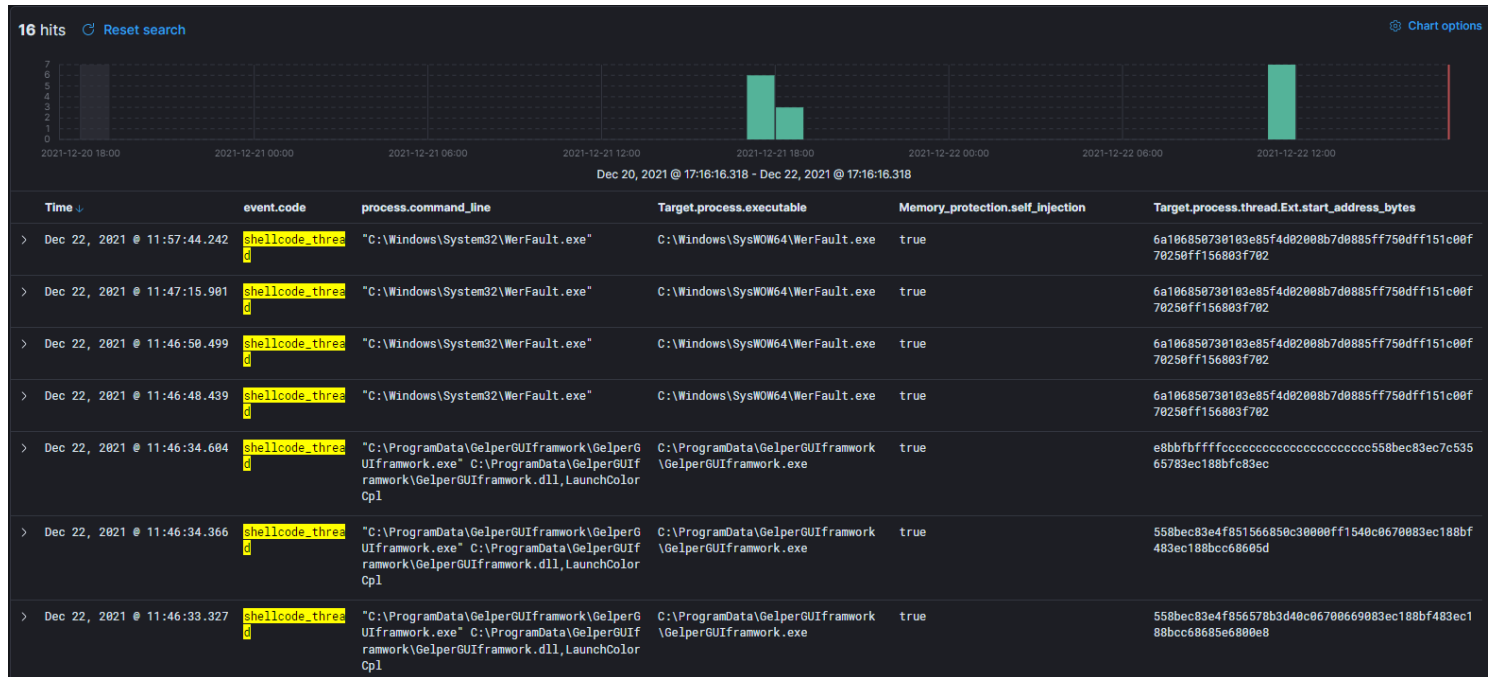 16 hits Reset search
Chart options
7
6
5
4
3
2
1
0
2021-12-20 18:00 2021-12-21 00:00 2021-12-21 06:00 2021-12-21 12:00 2021-12-21 18:00 2021-12-22 00:00 2021-12-22 06:00 2021-12-22 12:00
Dec 20, 2021 @ 17:16:16.318 - Dec 22, 2021 @ 17:16:16.318
Time event.code process.command_line Target.process.executable Memory_protection.self_injection Target.process.thread.Ext.start_address_bytes
Dec 22, 2021 @ 11:57:44.242 shellcode_threa "C:\Windows\System32\WerFault.exe" C:\Windows\SysWOW64\WerFault.exe true 6a106850730103e85f4d02008b7d0885ff750dff151c00f
d 70250ff156803f702
Dec 22, 2021 @ 11:47:15.901 shellcode_threa "C:\Windows\System32\WerFault.exe" C:\Windows\SysWOW64\WerFault.exe true 6a106850730103e85f4d02008b7d0885ff750dff151c00f
d 70250ff156803f702
Dec 22, 2021 @ 11:46:50.499 shellcode_threa "C:\Windows\System32\WerFault.exe" C:\Windows\SysWOW64\WerFault.exe true 6a106850730103e85f4d02008b7d0885ff750dff151c00f
d 70250ff156803f702
Dec 22, 2021 @ 11:46:48.439 shellcode_threa "C:\Windows\System32\WerFault.exe" C:\Windows\SysWOW64\WerFault.exe true 6a106850730103e85f4d02008b7d0885ff750dff151c00f
d 70250ff156803f702
Dec 22, 2021 @ 11:46:34.604 shellcode_threa "C:\ProgramData\GelperGUIframwork\GelperG C:\ProgramData\GelperGUIframwork true e8bbfbffffcccccccccccccccccccccc558bec83ec7c535
d UIframwork.exe" C:\ProgramData\GelperGUIf \GelperGUIframwork.exe 65783ec188bfc83ec
ramwork\GelperGUIframwork.dll,LaunchColor
Cpl
Dec 22, 2021 @ 11:46:34.366 shellcode_threa "C:\ProgramData\GelperGUIframwork\GelperG C:\ProgramData\GelperGUIframwork true 558bec83e4f851566850c30000ff1540c0670083ec188bf
d UIframwork.exe" C:\ProgramData\GelperGUIf \GelperGUIframwork.exe 483ec188bcc68605d
ramwork\GelperGUIframwork.dll,LaunchColor
Cpl
Dec 22, 2021 @ 11:46:33.327 shellcode_threa "C:\ProgramData\GelperGUIframwork\GelperG C:\ProgramData\GelperGUIframwork true 558bec83e4f856578b3d40c06700669083ec188bf483ec1
d UIframwork.exe" C:\ProgramData\GelperGUIf \GelperGUIframwork.exe 88bcc68685e6800e8
ramwork\GelperGUIframwork.dll,LaunchColor
Cpl